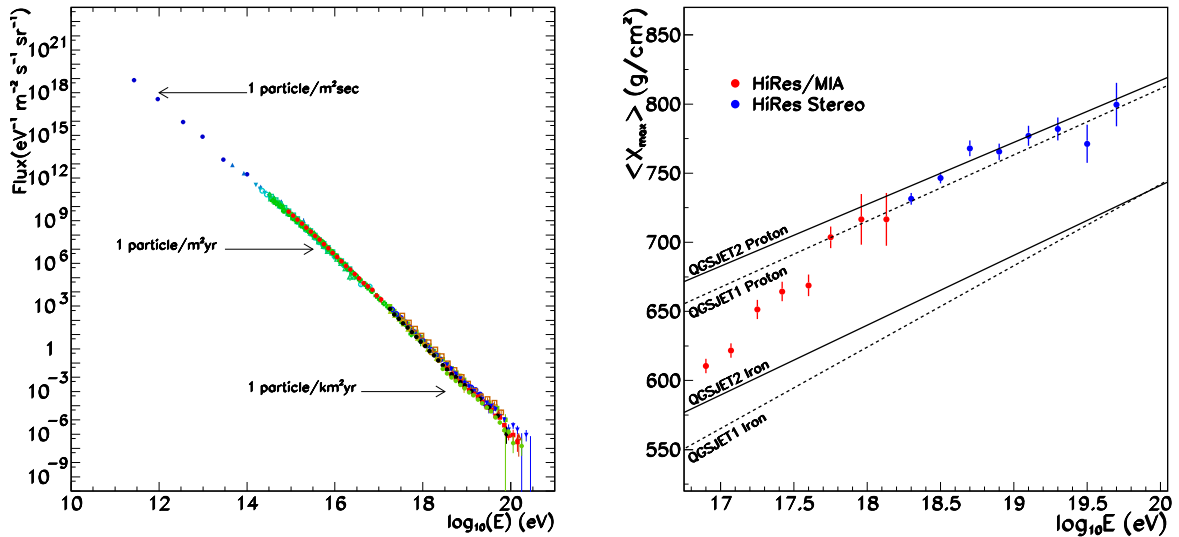 Flux(eV⁻¹ m⁻² s⁻¹ sr⁻¹)
10²¹
10¹⁸
10¹⁵
10¹²
10⁹
10⁶
10³
1
10⁻³
10⁻⁶
10⁻⁹
1 particle/m²sec
1 particle/m²yr
1 particle/km²yr
10 12 14 16 18 20
log₁₀(E) (eV)
<X_max> (g/cm²)
850
800
750
700
650
600
550
HiRes/MIA
HiRes Stereo
QGSJET2 Proton
QGSJET1 Proton
QGSJET2 Iron
QGSJET1 Iron
17 17.5 18 18.5 19 19.5 20
log₁₀E (eV)